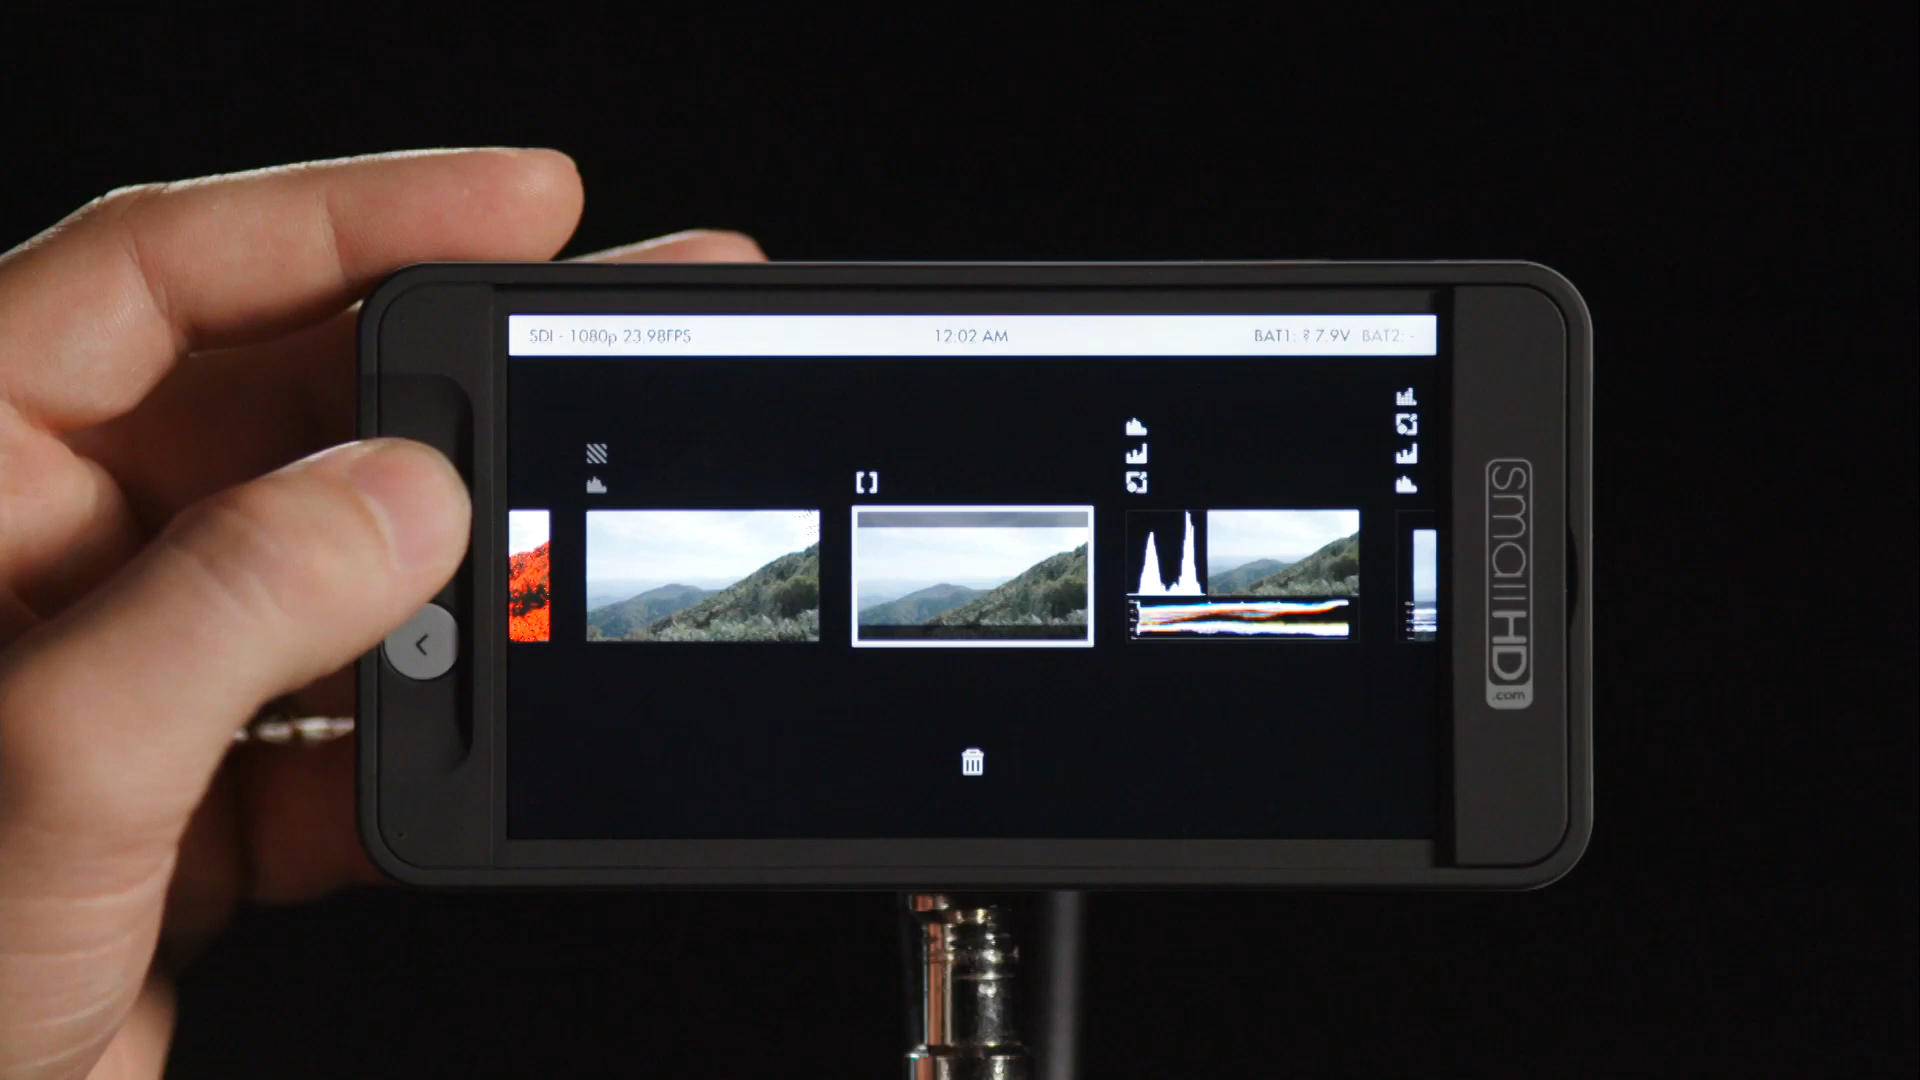 SDI - 1080p 23.98FPS
12:02 AM
BAT1: 7.9V BAT2: -
smallHD
.com